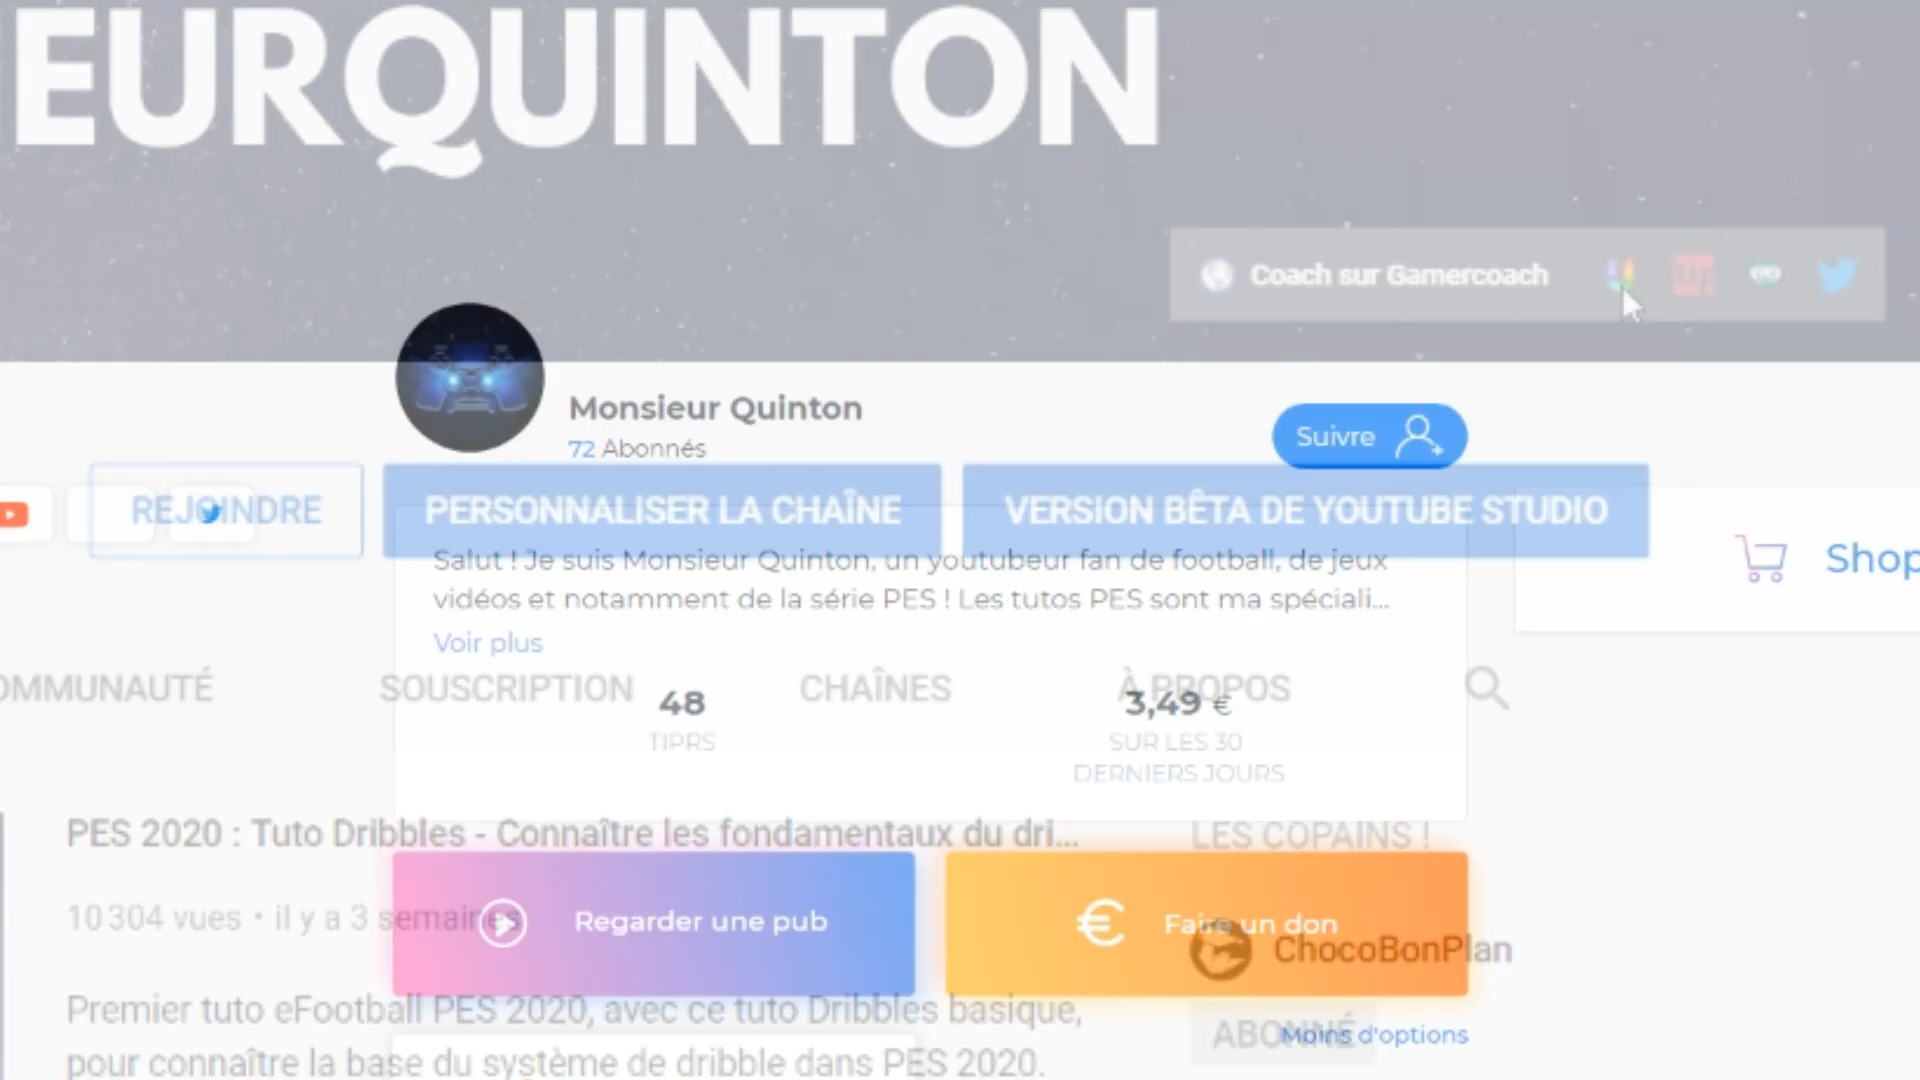 EURQUINTON
Coach sur Gamercoach
Monsieur Quinton
72 Abonnés
Suivre
REJOINDRE
PERSONNALISER LA CHAÎNE
VERSION BÊTA DE YOUTUBE STUDIO
Salut ! Je suis Monsieur Quinton, un youtubeur fan de football, de jeux
vidéos et notamment de la série PES ! Les tutos PES sont ma spéciali...
Voir plus
Shop
OMMUNAUTÉ
SOUSCRIPTION
CHAÎNES
À PROPOS
48
TIPRS
3,49 €
SUR LES 30
DERNIERS JOURS
PES 2020 : Tuto Dribbles - Connaître les fondamentaux du dri...
LES COPAINS !
10 304 vues • il y a 3 semaines
Regarder une pub
Faire un don
ChocoBonPlan
Premier tuto eFootball PES 2020, avec ce tuto Dribbles basique,
pour connaître la base du système de dribble dans PES 2020.
ABONNÉ
Moins d'options